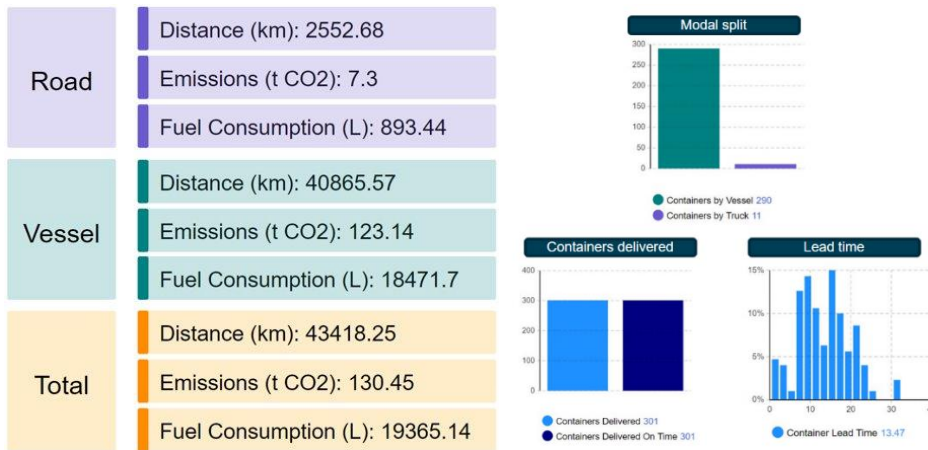 Road
Distance (km): 2552.68
Emissions (t CO2): 7.3
Fuel Consumption (L): 893.44
Vessel
Distance (km): 40865.57
Emissions (t CO2): 123.14
Fuel Consumption (L): 18471.7
Total
Distance (km): 43418.25
Emissions (t CO2): 130.45
Fuel Consumption (L): 19365.14
Modal split
300
250
200
150
100
50
0
Containers by Vessel 290
Containers by Truck 11
Containers delivered
400
300
200
100
0
Containers Delivered 301
Containers Delivered On Time 301
Lead time
15%
10%
5%
0%
0 10 20 30
Container Lead Time 13.47